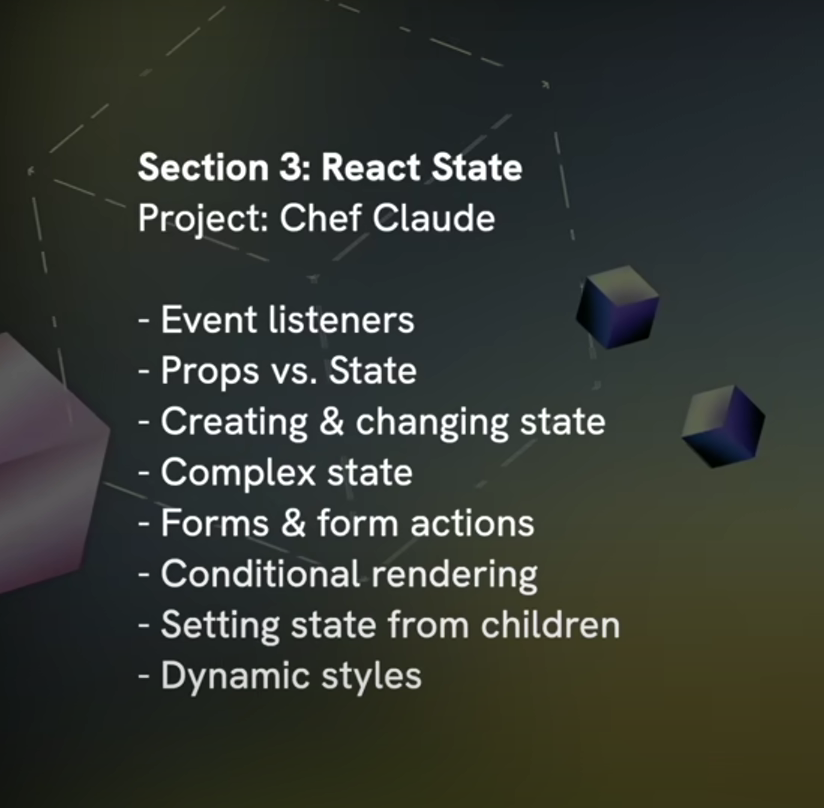 Section 3: React State
Project: Chef Claude
- Event listeners
- Props vs. State
- Creating & changing state
- Complex state
- Forms & form actions
- Conditional rendering
- Setting state from children
- Dynamic styles